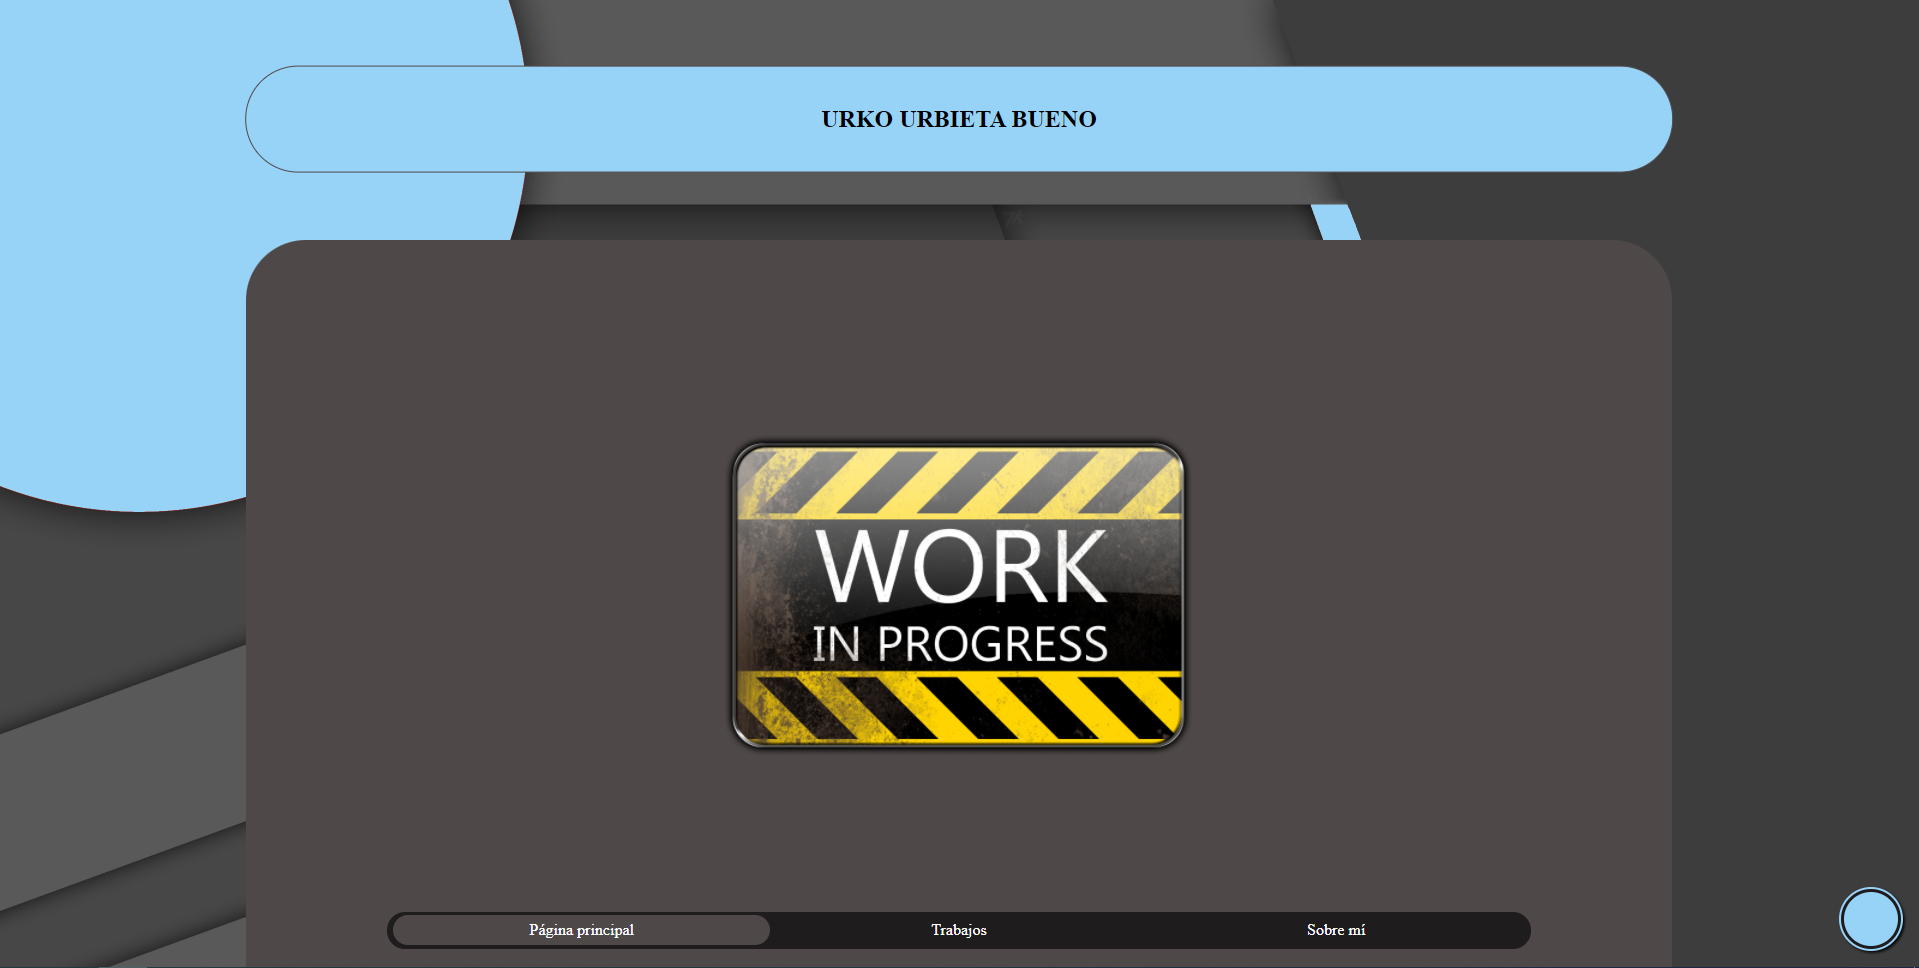 URKO URBIETA BUENO
WORK
IN PROGRESS
Página principal
Trabajos
Sobre mí